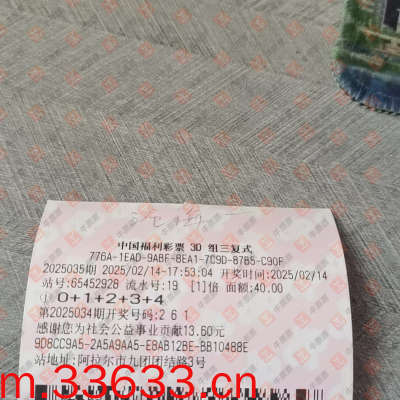 中国福利彩票 3D 组三复式
776A-1EAD-9ABF-8EA1-7C9D-87B5-C90F
2025035期 2025/02/14-17:53:04 开奖时间:2025/02/14
站号:65452928 流水号:19 [1]倍 面额:40.00
① 0+1+2+3+4
第2025034期开奖号码:2 6 1
感谢您为社会公益事业贡献13.60元
9D8CC9A5-2A5A9AA5-E8AB12BE-BB10488E
站地址:阿拉尔市九团团结路3号
m.33633.cn